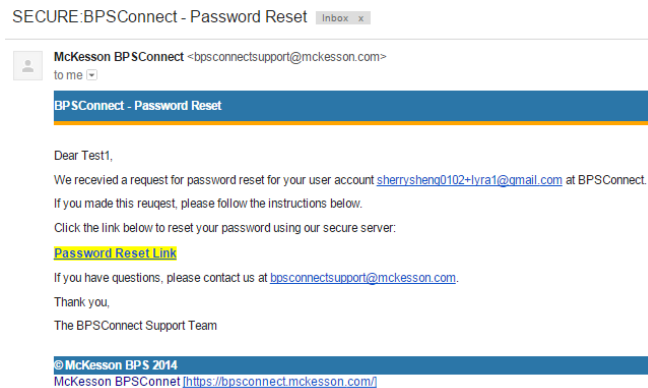 SECURE:BPSConnect - Password Reset Inbox x
McKesson BPSConnect <bpsconnectsupport@mckesson.com>
to me
BPSConnect - Password Reset
Dear Test1,
We recevied a request for password reset for your user account sherrysheng0102+lyra1@gmail.com at BPSConnect.
If you made this reuqest, please follow the instructions below.
Click the link below to reset your password using our secure server:
Password Reset Link
If you have questions, please contact us at bpsconnectsupport@mckesson.com.
Thank you,
The BPSConnect Support Team
© McKesson BPS 2014
McKesson BPSConnet [https://bpsconnect.mckesson.com/]